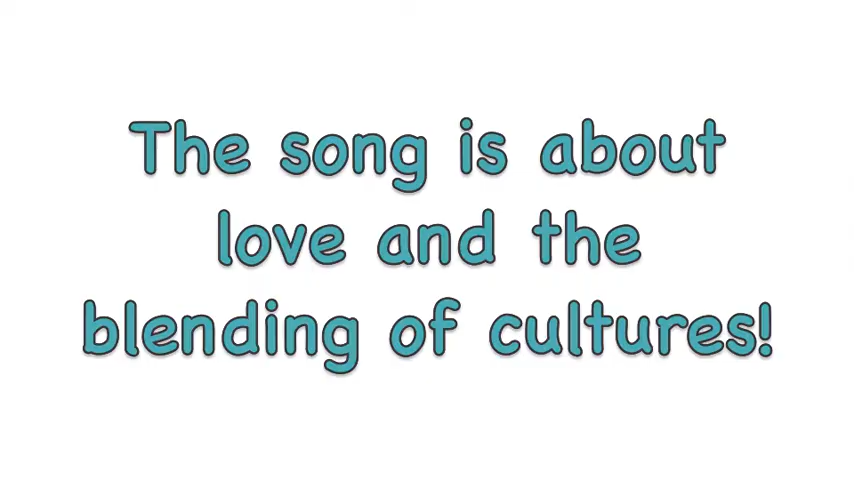 The song is about
love and the
blending of cultures!